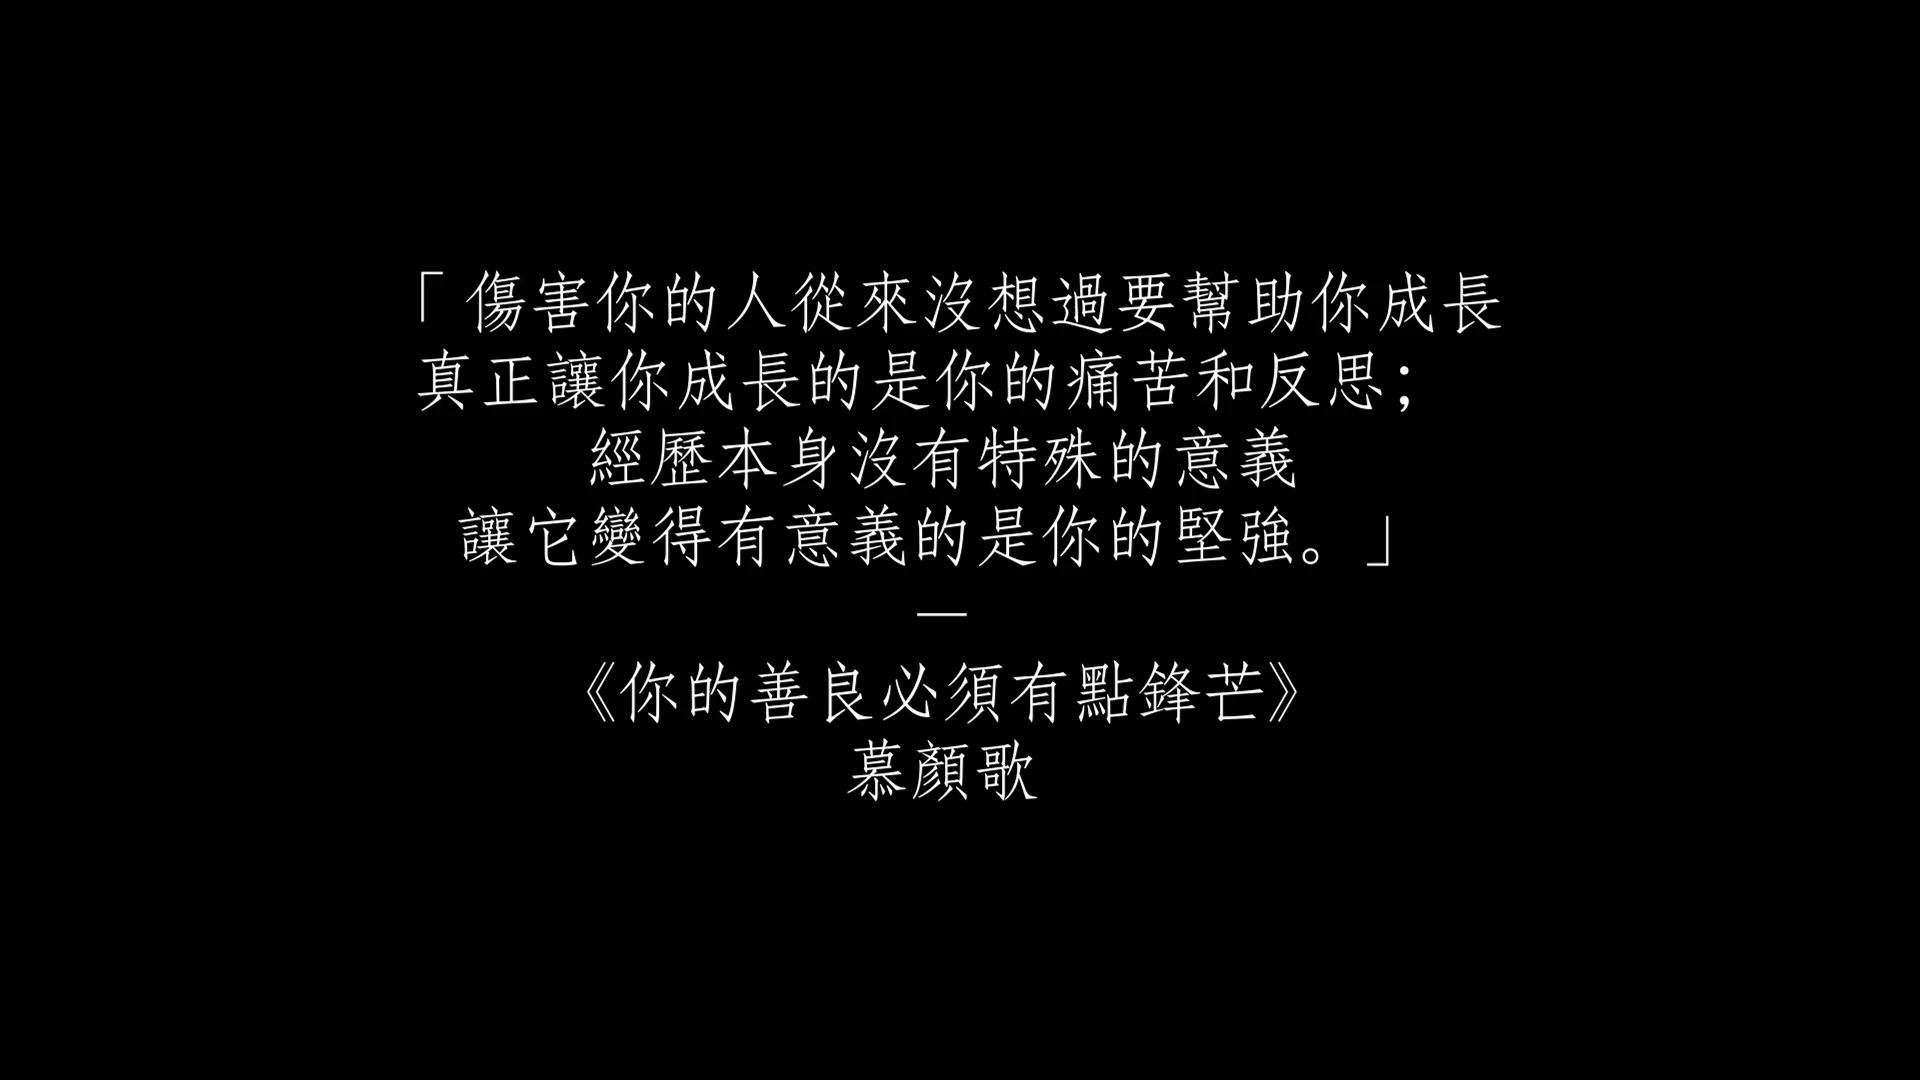 「傷害你的人從來沒想過要幫助你成長
真正讓你成長的是你的痛苦和反思；
經歷本身沒有特殊的意義
讓它變得有意義的是你的堅強。」
—
《你的善良必須有點鋒芒》
慕顏歌